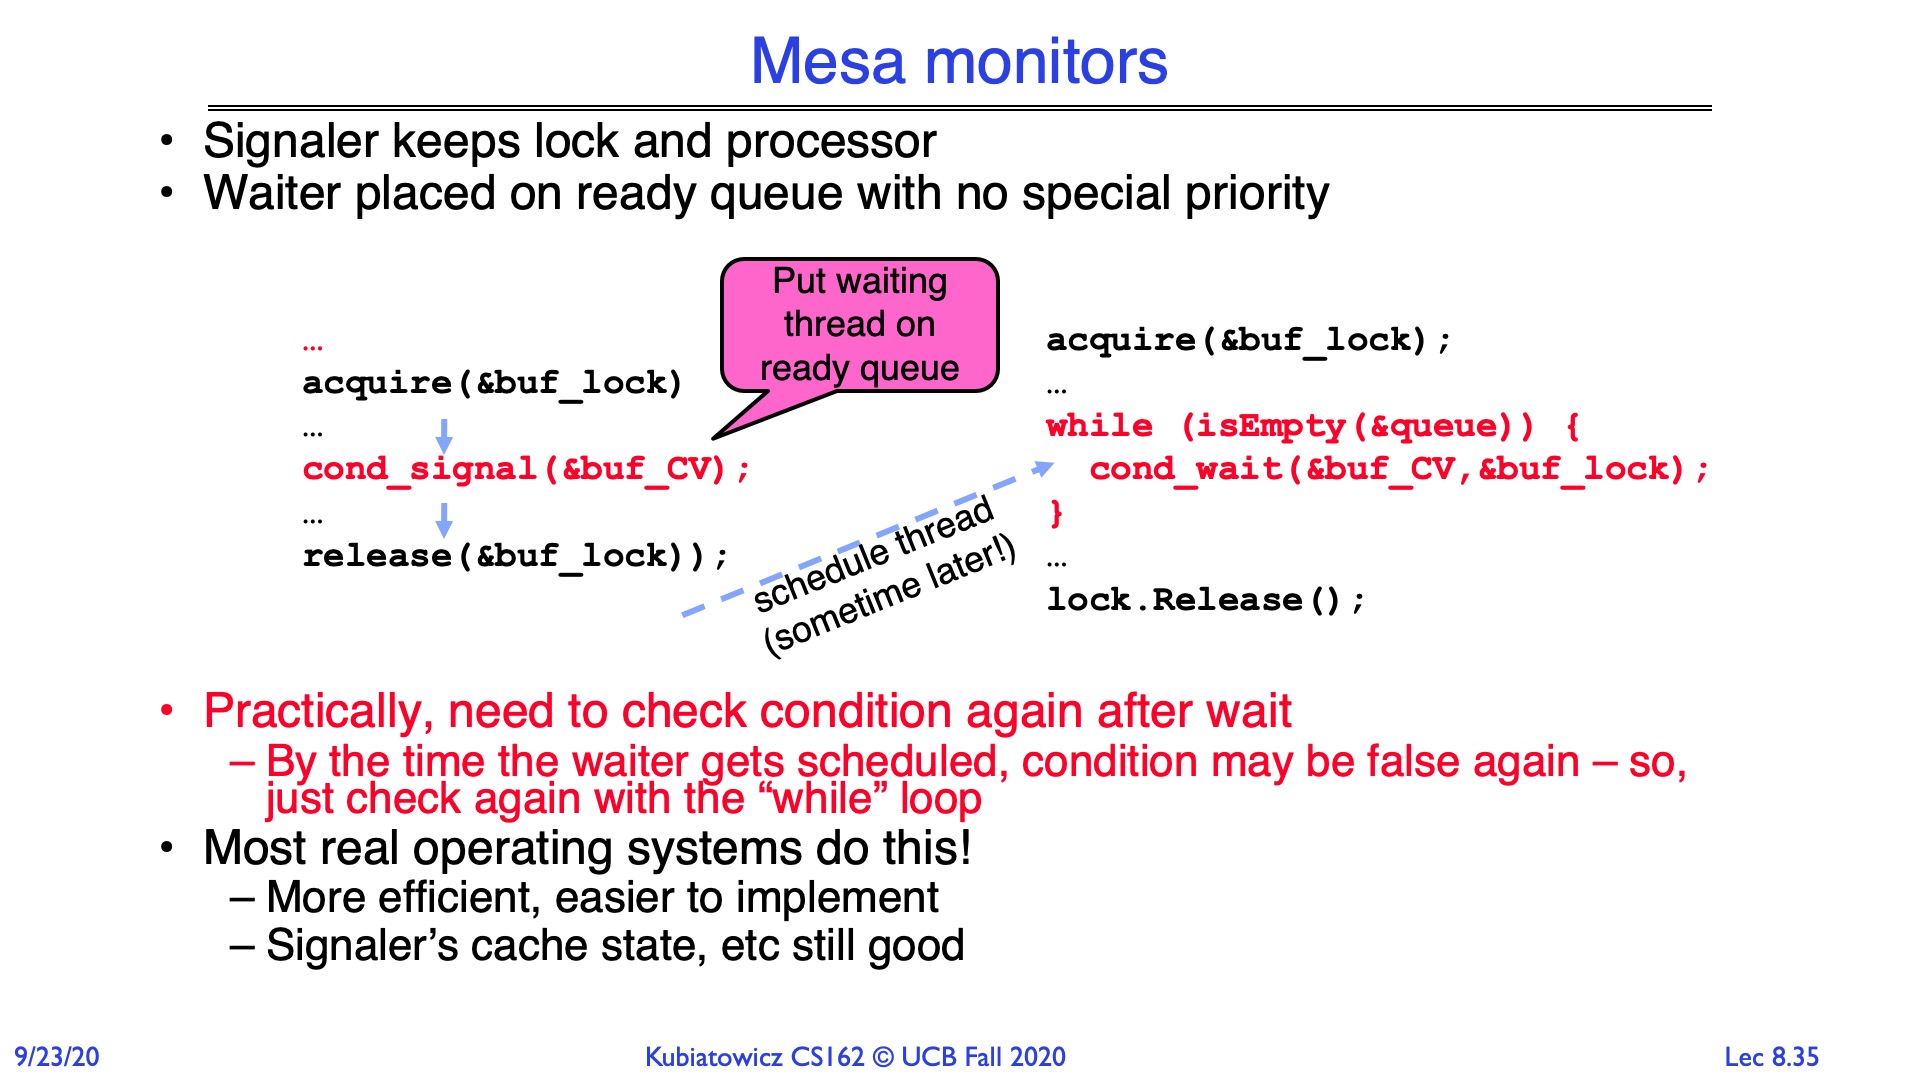 Mesa monitors
• Signaler keeps lock and processor
• Waiter placed on ready queue with no special priority
…
acquire(&buf_lock)
…
cond_signal(&buf_CV);
…
release(&buf_lock));
Put waiting
thread on
ready queue
schedule thread
(sometime later!)
acquire(&buf_lock);
…
while (isEmpty(&queue)) {
cond_wait(&buf_CV,&buf_lock);
}
…
lock.Release();
• Practically, need to check condition again after wait
– By the time the waiter gets scheduled, condition may be false again – so,
just check again with the “while” loop
• Most real operating systems do this!
– More efficient, easier to implement
– Signaler’s cache state, etc still good
9/23/20
Kubiatowicz CS162 © UCB Fall 2020
Lec 8.35